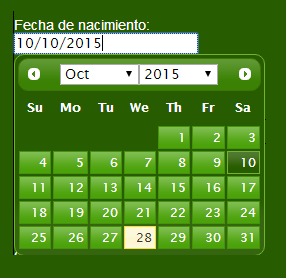 Fecha de nacimiento:
10/10/2015
Oct 2015
Su Mo Tu We Th Fr Sa
1 2 3
4 5 6 7 8 9 10
11 12 13 14 15 16 17
18 19 20 21 22 23 24
25 26 27 28 29 30 31